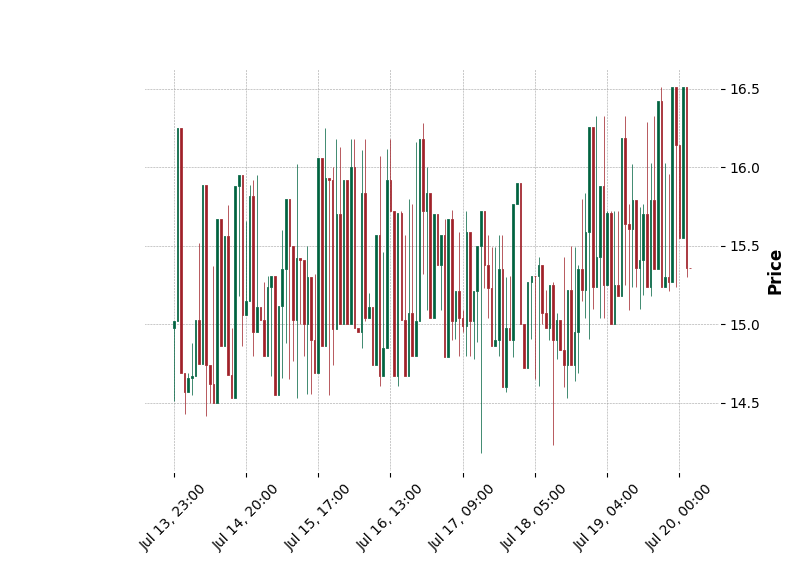 16.5
16.0
15.5
15.0
14.5
Price
Jul 13, 23:00
Jul 14, 20:00
Jul 15, 17:00
Jul 16, 13:00
Jul 17, 09:00
Jul 18, 05:00
Jul 19, 04:00
Jul 20, 00:00